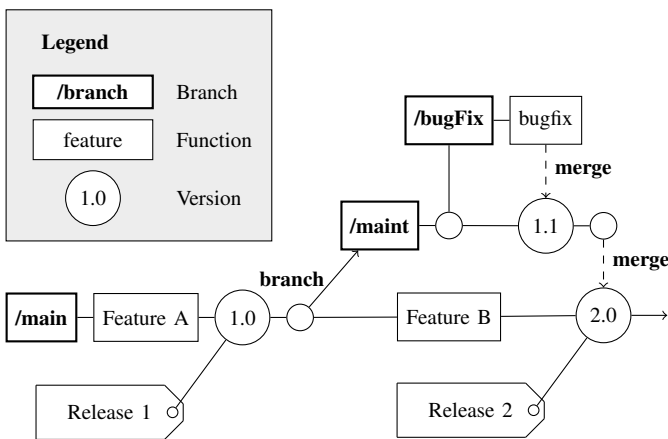 Legend
/branch Branch
feature Function
1.0 Version
/bugFix bugfix
merge
/maint 1.1
merge
branch
/main Feature A 1.0 Feature B 2.0
Release 1 Release 2